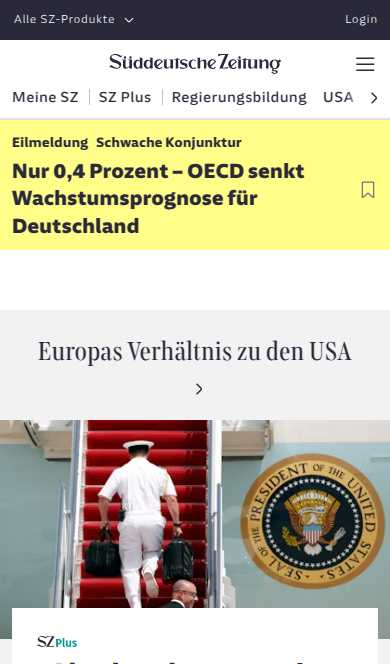 Alle SZ-Produkte
Login
Süddeutsche Zeitung
Meine SZ SZ Plus Regierungsbildung USA
Eilmeldung Schwache Konjunktur
Nur 0,4 Prozent – OECD senkt
Wachstumsprognose für
Deutschland
Europas Verhältnis zu den USA
SEAL OF THE PRESIDENT OF THE UNITED STATES
SZ Plus